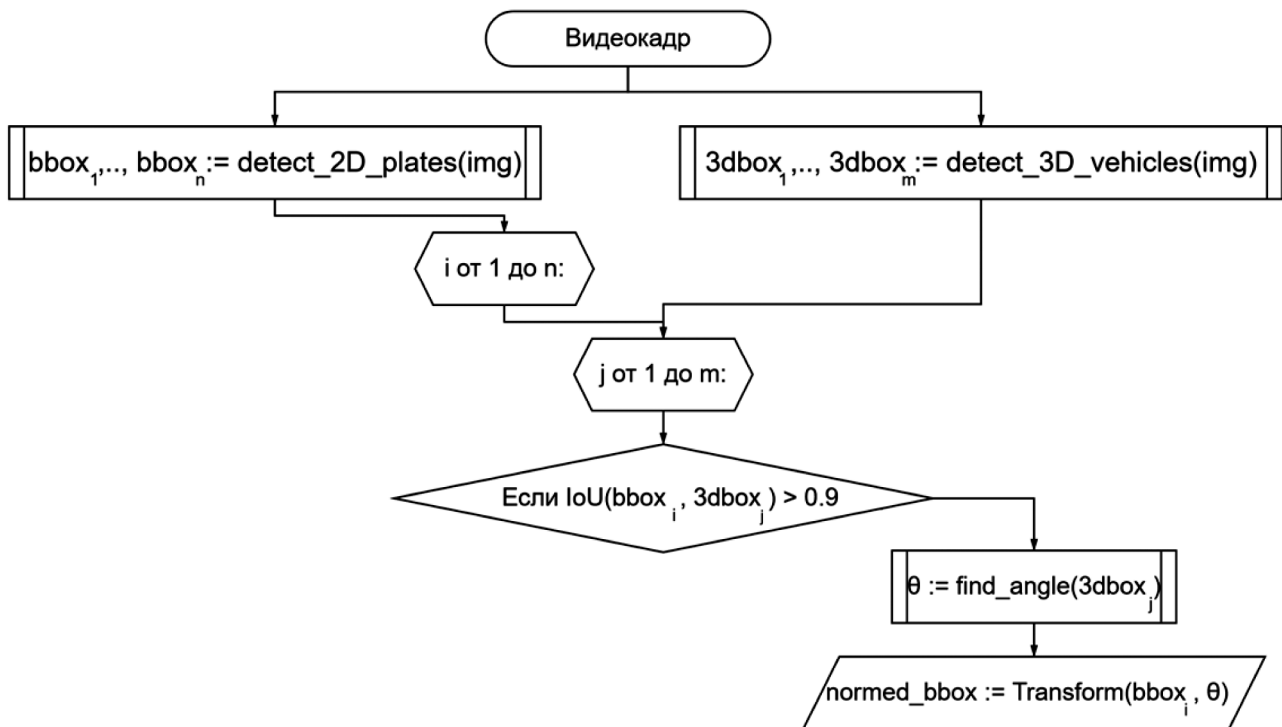 Видеокадр
bbox₁,.., bboxₙ:= detect_2D_plates(img)
3dbox₁,.., 3dboxₘ:= detect_3D_vehicles(img)
i от 1 до n:
j от 1 до m:
Если IoU(bboxᵢ, 3dboxⱼ) > 0.9
θ := find_angle(3dboxⱼ)
normed_bbox := Transform(bboxᵢ, θ)